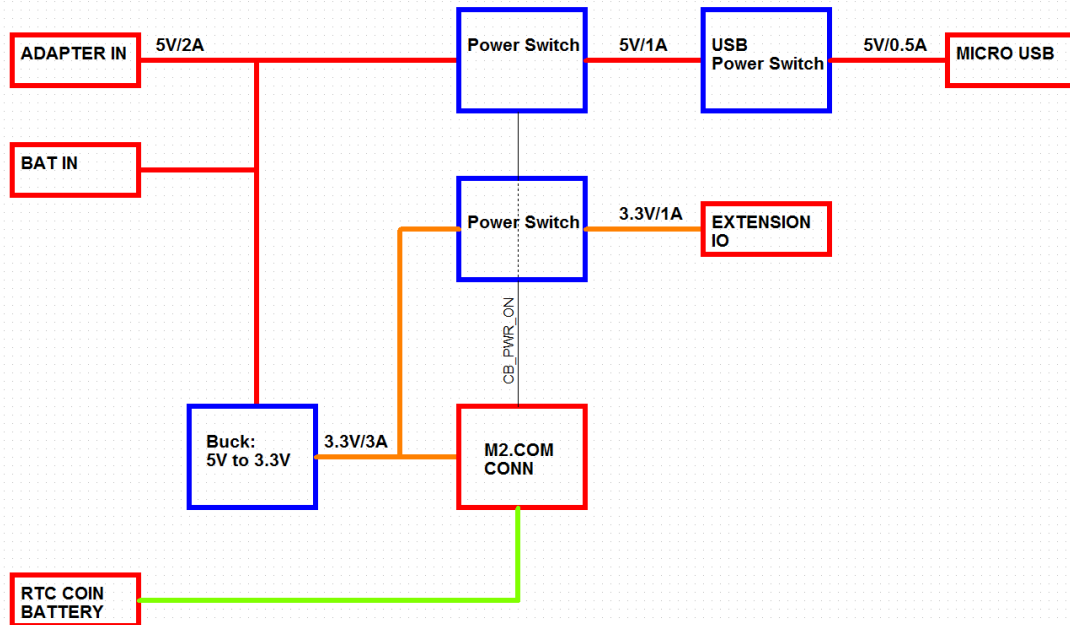 ADAPTER IN
5V/2A
Power Switch
5V/1A
USB
Power Switch
5V/0.5A
MICRO USB
BAT IN
Power Switch
3.3V/1A
EXTENSION
IO
CB_PWR_ON
Buck:
5V to 3.3V
3.3V/3A
M2.COM
CONN
RTC COIN
BATTERY